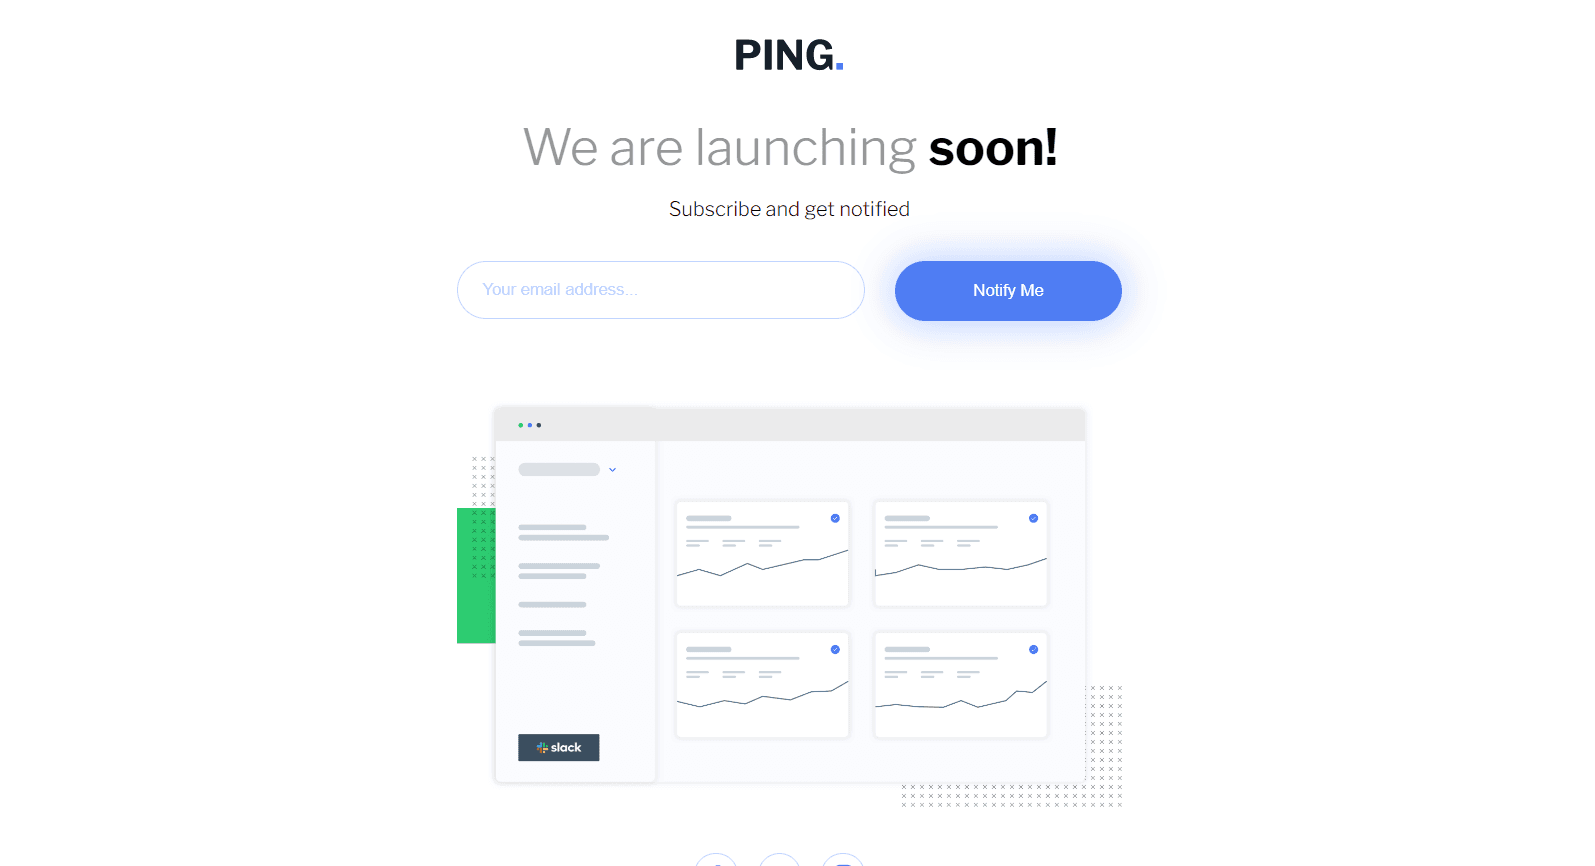 PING.
We are launching soon!
Subscribe and get notified
Your email address...
Notify Me
slack